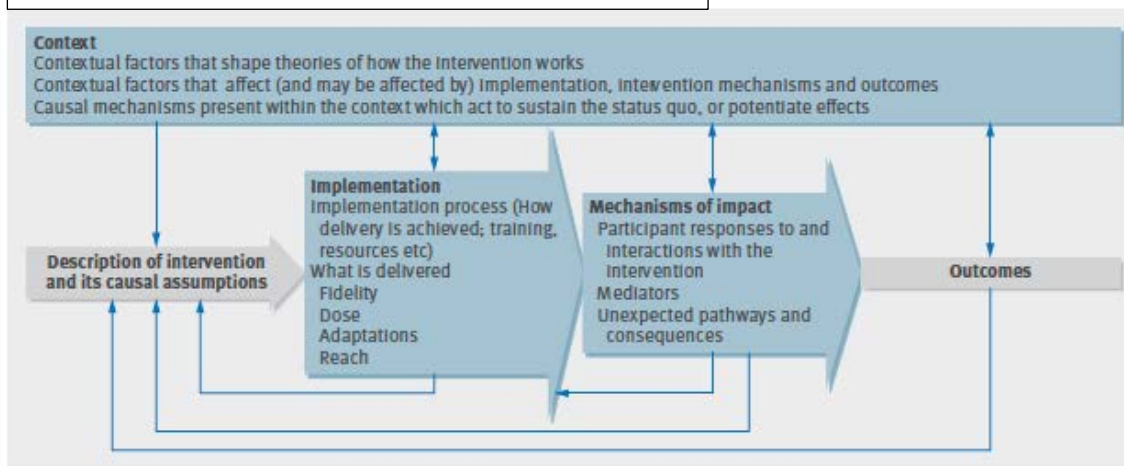 Context
Contextual factors that shape theories of how the intervention works
Contextual factors that affect (and may be affected by) implementation, intervention mechanisms and outcomes
Causal mechanisms present within the context which act to sustain the status quo, or potentiate effects
Description of intervention
and its causal assumptions
Implementation
Implementation process (How
delivery is achieved; training,
resources etc)
What is delivered
Fidelity
Dose
Adaptations
Reach
Mechanisms of impact
Participant responses to and
interactions with the
intervention
Mediators
Unexpected pathways and
consequences
Outcomes